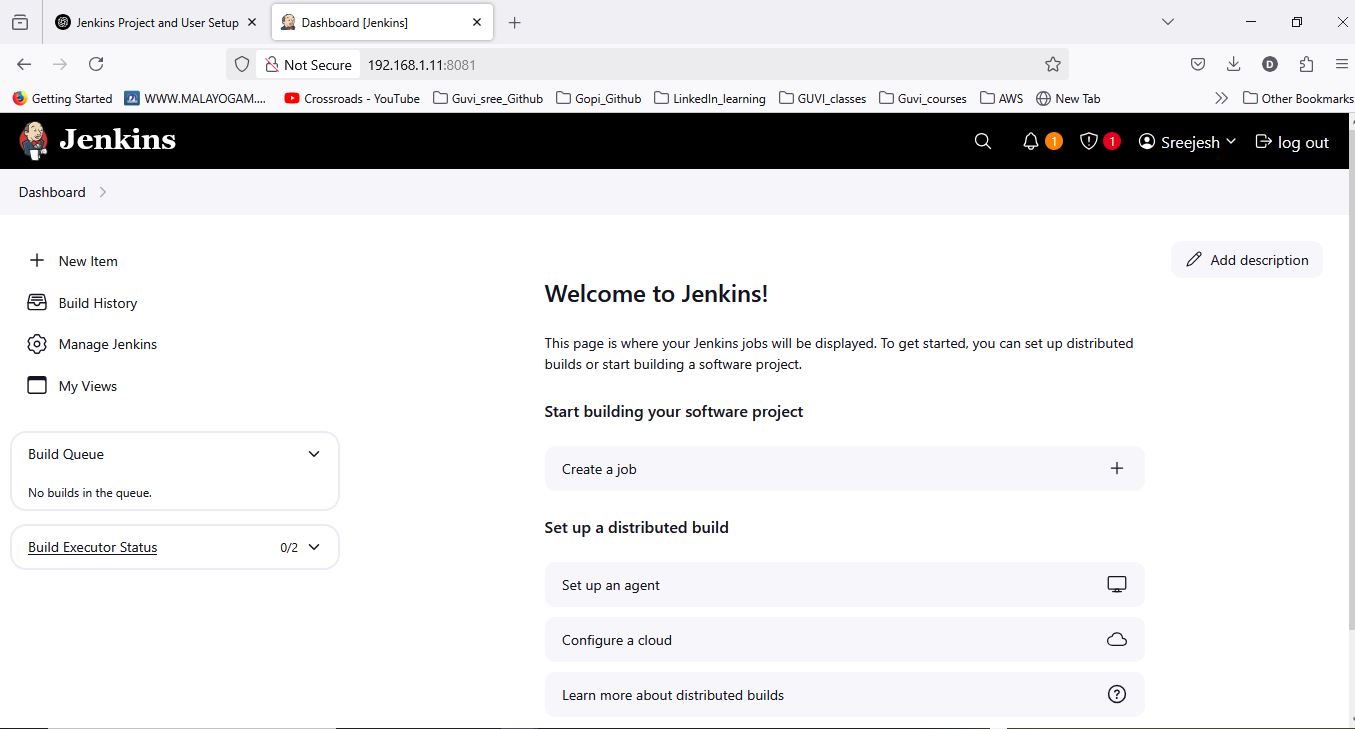 Jenkins Project and User Setup
Dashboard [Jenkins]
Not Secure 192.168.1.11:8081
Getting Started WWW.MALAYOGAM.... Crossroads - YouTube Guvi_sree_Github Gopi_Github LinkedIn_learning GUVI_classes Guvi_courses AWS New Tab Other Bookmarks
Jenkins
1 1 Sreejesh log out
Dashboard
New Item
Build History
Manage Jenkins
My Views
Build Queue
No builds in the queue.
Build Executor Status 0/2
Add description
Welcome to Jenkins!
This page is where your Jenkins jobs will be displayed. To get started, you can set up distributed
builds or start building a software project.
Start building your software project
Create a job
Set up a distributed build
Set up an agent
Configure a cloud
Learn more about distributed builds